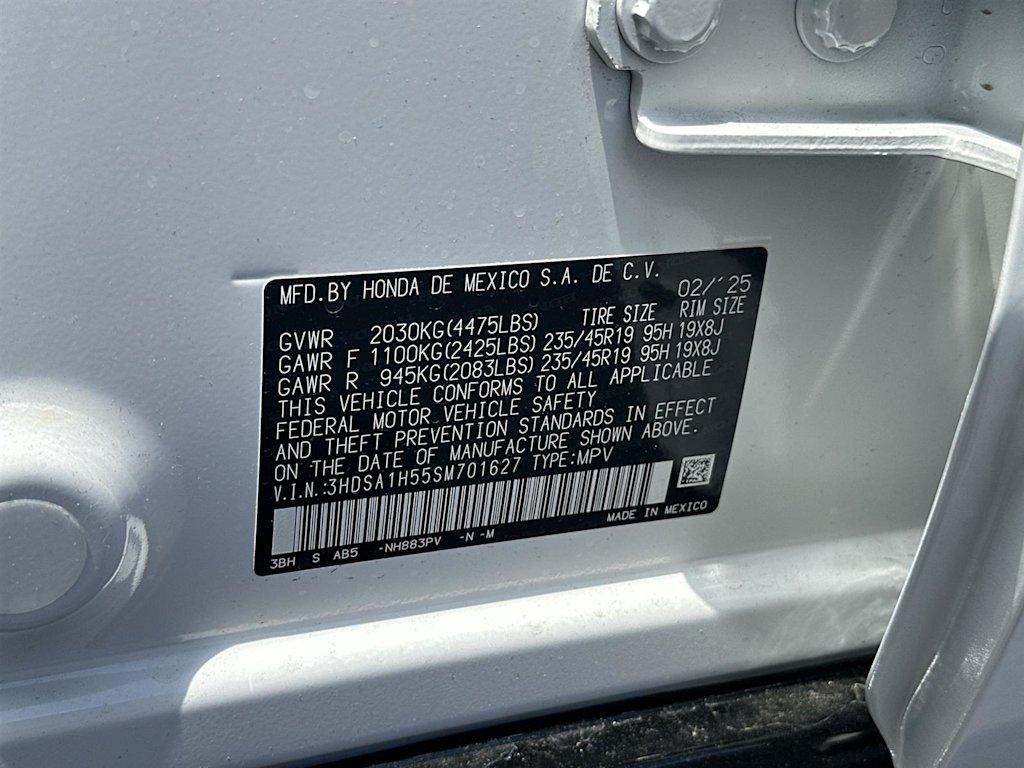 MFD.BY HONDA DE MEXICO S.A. DE C.V.
02/'25
GVWR 2030KG(4475LBS) TIRE SIZE RIM SIZE
GAWR F 1100KG(2425LBS) 235/45R19 95H 19X8J
GAWR R 945KG(2083LBS) 235/45R19 95H 19X8J
THIS VEHICLE CONFORMS TO ALL APPLICABLE
FEDERAL MOTOR VEHICLE SAFETY
AND THEFT PREVENTION STANDARDS IN EFFECT
ON THE DATE OF MANUFACTURE SHOWN ABOVE.
V.I.N.:3HDSA1H55SM701627 TYPE:MPV
MADE IN MEXICO
3BH S AB5 -NH883PV -N -M